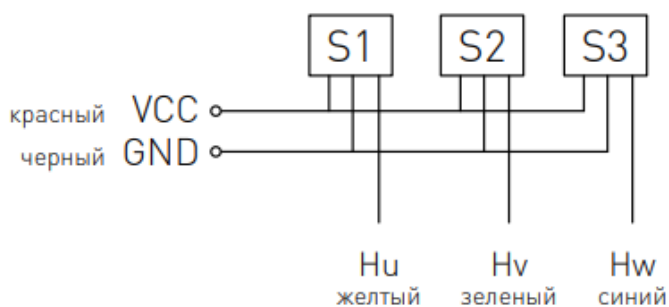 S1 S2 S3
красный VCC
черный GND
Hu Hv Hw
желтый зеленый синий